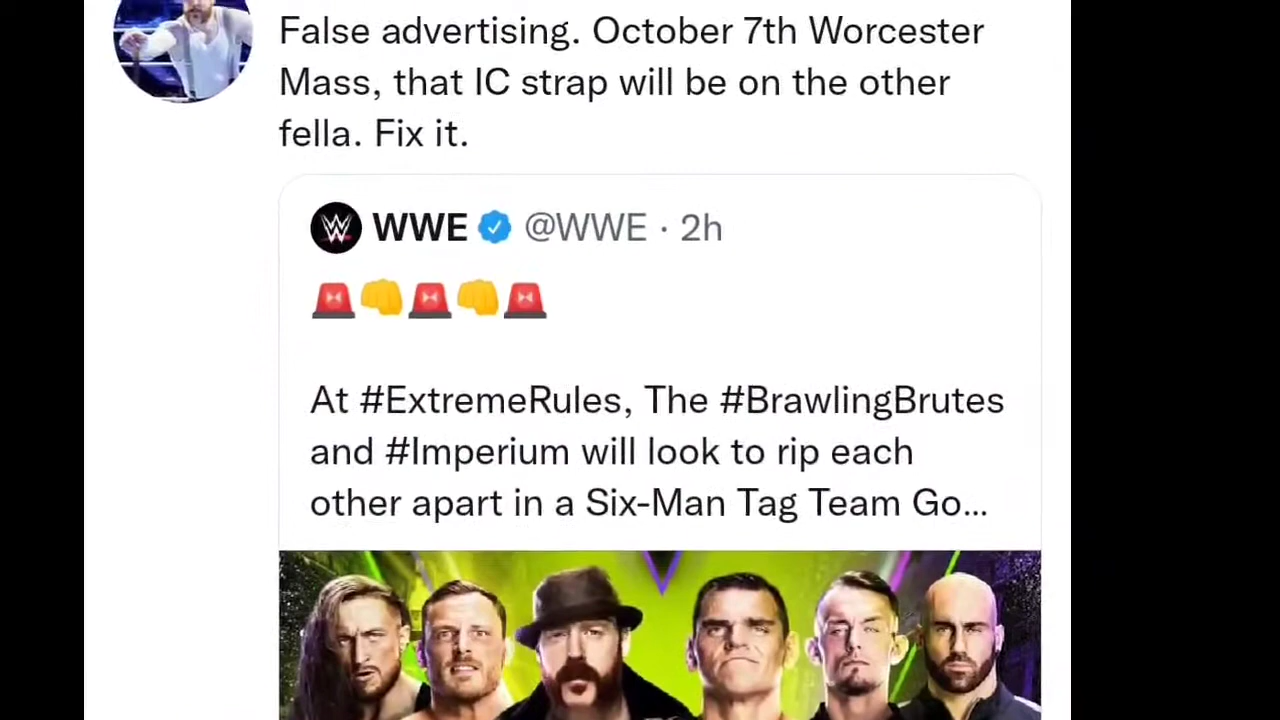 False advertising. October 7th Worcester
Mass, that IC strap will be on the other
fella. Fix it.
WWE @WWE · 2h
🚨👊🚨👊🚨
At #ExtremeRules, The #BrawlingBrutes
and #Imperium will look to rip each
other apart in a Six-Man Tag Team Go...